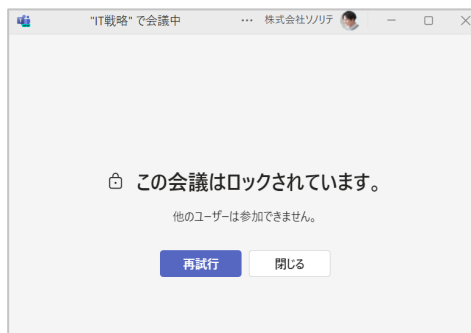 "IT戦略" で会議中 … 株式会社ソノリテ
この会議はロックされています。
他のユーザーは参加できません。
再試行 閉じる